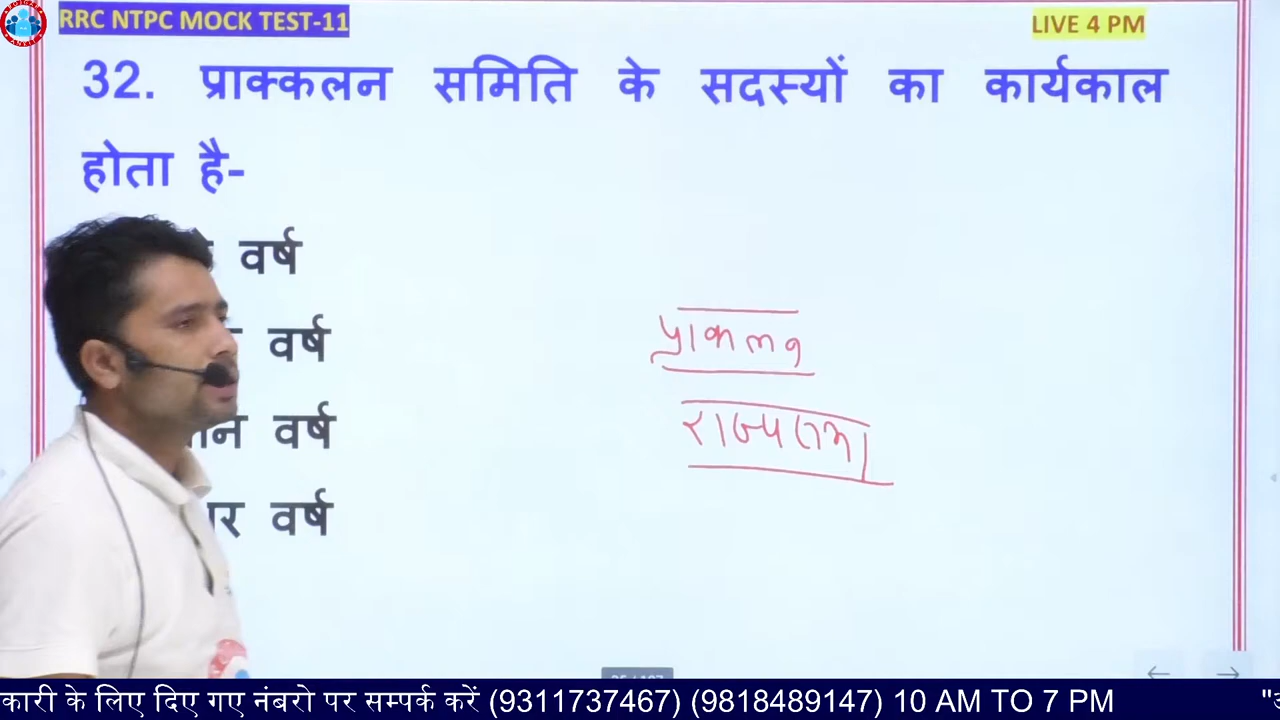 RRC NTPC MOCK TEST-11
LIVE 4 PM
32. प्राक्कलन समिति के सदस्यों का कार्यकाल
होता है-
वर्ष
वर्ष
वर्ष
वर्ष
प्राकलन
राज्यसभा
कारी के लिए दिए गए नंबरो पर सम्पर्क करें (9311737467) (9818489147) 10 AM TO 7 PM